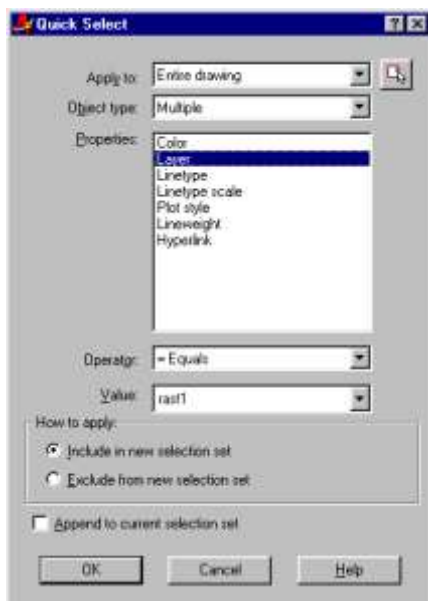 Quick Select
Apply to: Entire drawing
Object type: Multiple
Properties: Color
Layer
Linetype
Linetype scale
Plot style
Lineweight
Hyperlink
Operator: = Equals
Value: rast1
How to apply:
Include in new selection set
Exclude from new selection set
Append to current selection set
OK Cancel Help